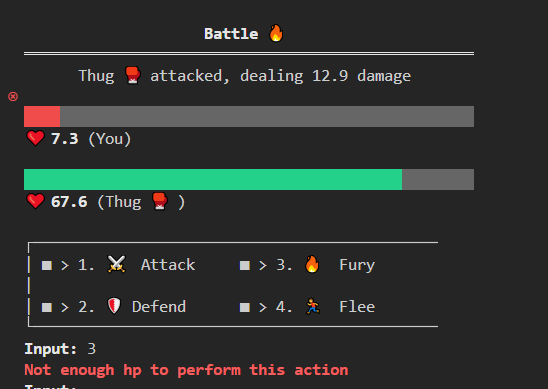 Battle 🔥
Thug 🥊 attacked, dealing 12.9 damage
❤️ 7.3 (You)
❤️ 67.6 (Thug 🥊 )
■ > 1. ⚔️ Attack ■ > 3. 🔥 Fury
■ > 2. 🛡️ Defend ■ > 4. 🏃 Flee
Input: 3
Not enough hp to perform this action
Input: